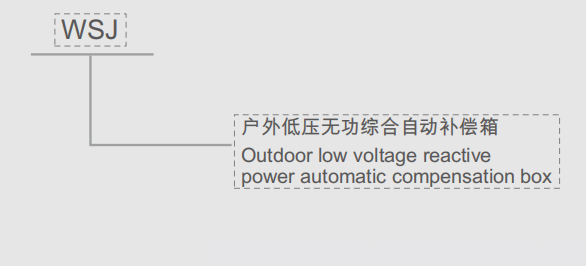 WSJ
户外低压无功综合自动补偿箱
Outdoor low voltage reactive
power automatic compensation box